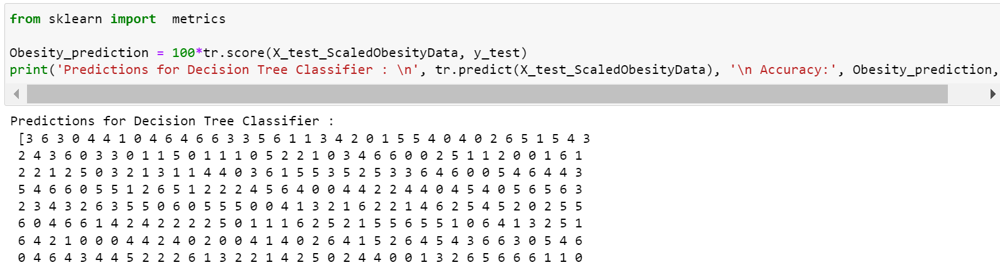 from sklearn import  metrics
Obesity_prediction = 100*tr.score(X_test_ScaledObesityData, y_test)
print('Predictions for Decision Tree Classifier : \n', tr.predict(X_test_ScaledObesityData), '\n Accuracy:', Obesity_prediction,
Predictions for Decision Tree Classifier :
[3 6 3 0 4 4 1 0 4 6 4 6 6 3 3 5 6 1 1 3 4 2 0 1 5 5 4 0 4 0 2 6 5 1 5 4 3
2 4 3 6 0 3 3 0 1 1 5 0 1 1 1 0 5 2 2 1 0 3 4 6 6 0 0 2 5 1 1 2 0 0 1 6 1
2 2 1 2 5 0 3 2 1 3 1 1 4 4 0 3 6 1 5 5 3 5 2 5 3 3 6 4 6 0 0 5 4 6 4 4 3
5 4 6 6 0 5 5 1 2 6 5 1 2 2 2 4 5 6 4 0 0 4 4 2 2 4 4 0 4 5 4 0 5 6 5 6 3
2 3 4 3 2 6 3 5 5 0 6 0 5 5 5 0 0 4 1 3 2 1 6 2 2 1 4 6 2 5 4 5 2 0 2 5 5
6 0 4 6 6 1 4 2 4 2 2 2 2 5 0 1 1 1 6 2 5 2 1 5 5 6 5 5 1 0 6 4 1 3 2 5 1
6 4 2 1 0 0 0 4 4 2 4 0 2 0 0 4 1 4 0 2 6 4 1 5 2 6 4 5 4 3 6 6 3 0 5 4 6
0 4 6 4 3 4 4 5 2 2 2 6 1 3 2 2 1 4 2 5 0 2 4 4 0 0 1 3 2 6 5 6 6 6 1 1 0